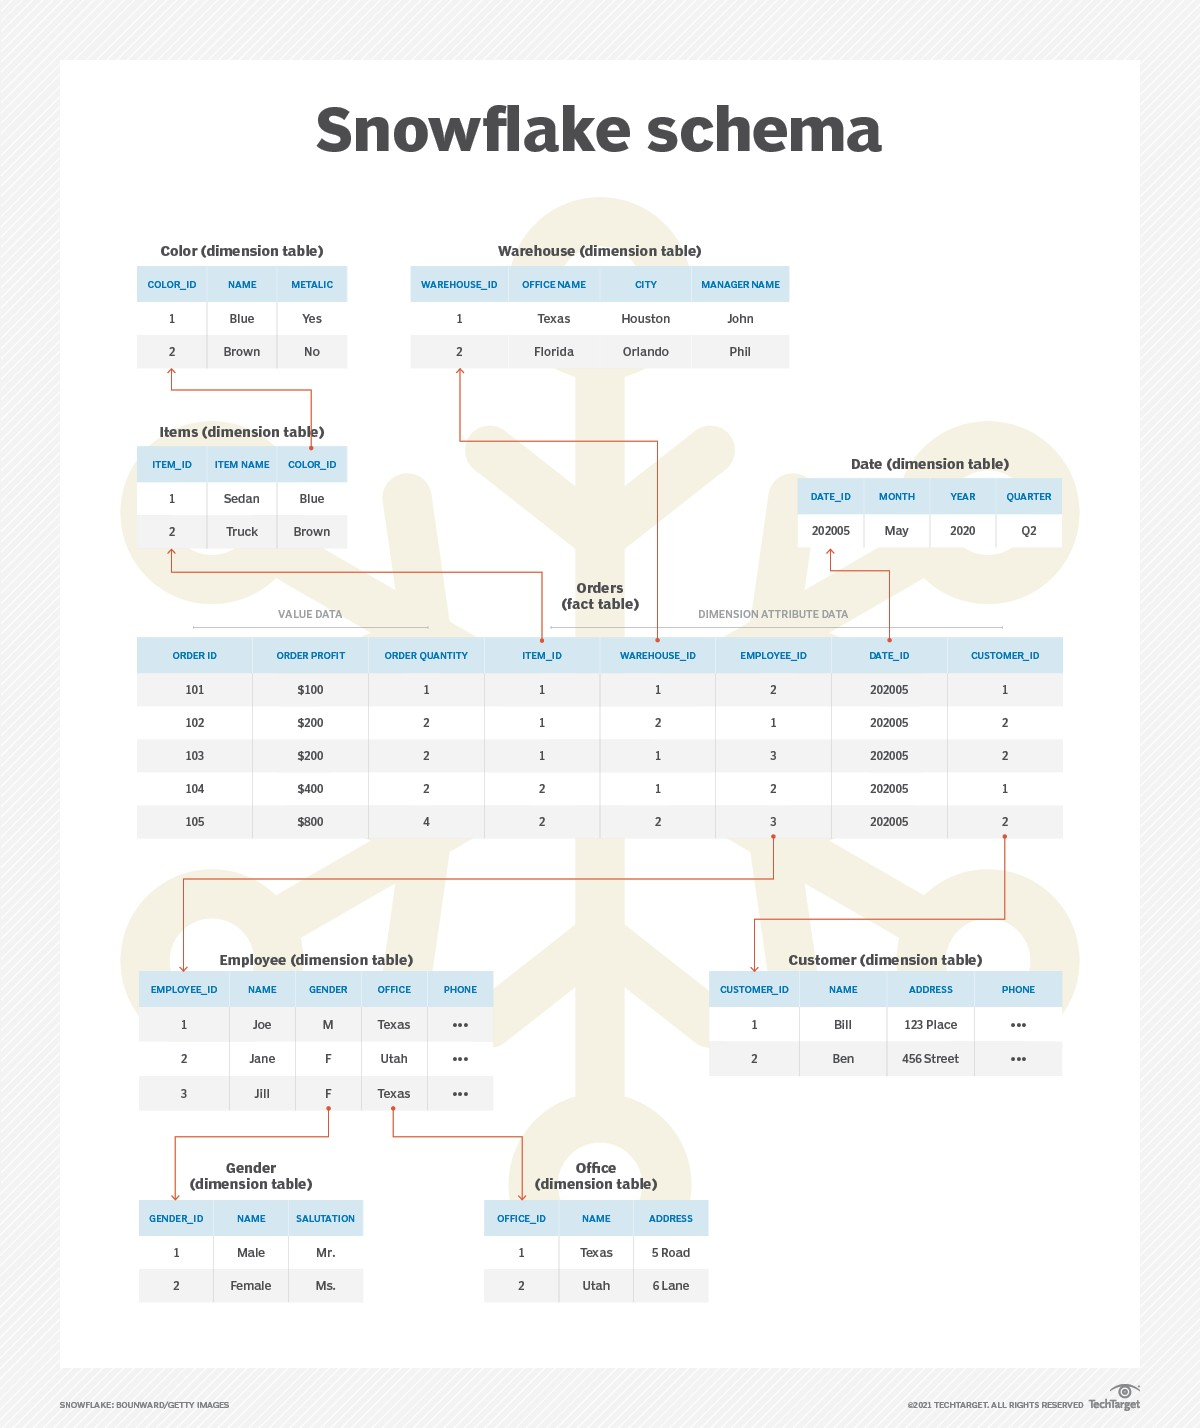 Snowflake schema
Color (dimension table)
COLOR_ID NAME METALIC
1 Blue Yes
2 Brown No
Warehouse (dimension table)
WAREHOUSE_ID OFFICE NAME CITY MANAGER NAME
1 Texas Houston John
2 Florida Orlando Phil
Items (dimension table)
ITEM_ID ITEM NAME COLOR_ID
1 Sedan Blue
2 Truck Brown
Date (dimension table)
DATE_ID MONTH YEAR QUARTER
202005 May 2020 Q2
Orders
(fact table)
VALUE DATA
DIMENSION ATTRIBUTE DATA
ORDER ID ORDER PROFIT ORDER QUANTITY ITEM_ID WAREHOUSE_ID EMPLOYEE_ID DATE_ID CUSTOMER_ID
101 $100 1 1 1 2 202005 1
102 $200 2 1 2 1 202005 2
103 $200 2 1 1 3 202005 2
104 $400 2 2 1 2 202005 1
105 $800 4 2 2 3 202005 2
Employee (dimension table)
EMPLOYEE_ID NAME GENDER OFFICE PHONE
1 Joe M Texas •••
2 Jane F Utah •••
3 Jill F Texas •••
Customer (dimension table)
CUSTOMER_ID NAME ADDRESS PHONE
1 Bill 123 Place •••
2 Ben 456 Street •••
Gender
(dimension table)
GENDER_ID NAME SALUTATION
1 Male Mr.
2 Female Ms.
Office
(dimension table)
OFFICE_ID NAME ADDRESS
1 Texas 5 Road
2 Utah 6 Lane
SNOWFLAKE: BOUNWARD/GETTY IMAGES
©2021 TECHTARGET. ALL RIGHTS RESERVED TechTarget